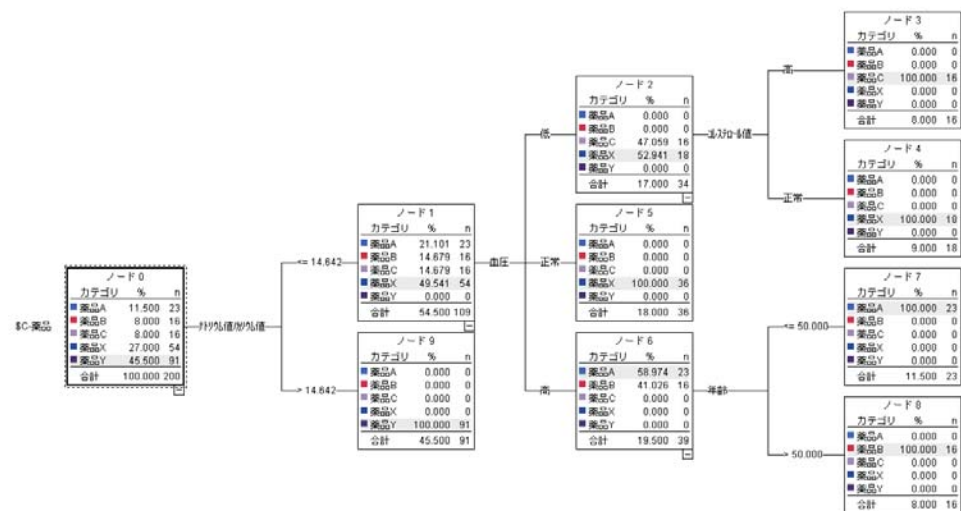 $C-薬品
ノード 0
カテゴリ % n
薬品A 11.500 23
薬品B 8.000 16
薬品C 8.000 16
薬品X 27.000 54
薬品Y 45.500 91
合計 100.000 200
ナトリウム値/カリウム値
<= 14.642
> 14.642
ノード 1
カテゴリ % n
薬品A 21.101 23
薬品B 14.679 16
薬品C 14.679 16
薬品X 49.541 54
薬品Y 0.000 0
合計 54.500 109
ノード 9
カテゴリ % n
薬品A 0.000 0
薬品B 0.000 0
薬品C 0.000 0
薬品X 0.000 0
薬品Y 100.000 91
合計 45.500 91
血圧
低
正常
高
ノード 2
カテゴリ % n
薬品A 0.000 0
薬品B 0.000 0
薬品C 47.059 16
薬品X 52.941 18
薬品Y 0.000 0
合計 17.000 34
ノード 5
カテゴリ % n
薬品A 0.000 0
薬品B 0.000 0
薬品C 0.000 0
薬品X 100.000 36
薬品Y 0.000 0
合計 18.000 36
ノード 6
カテゴリ % n
薬品A 58.974 23
薬品B 41.026 16
薬品C 0.000 0
薬品X 0.000 0
薬品Y 0.000 0
合計 19.500 39
コレステロール値
高
正常
年齢
<= 50.000
> 50.000
ノード 3
カテゴリ % n
薬品A 0.000 0
薬品B 0.000 0
薬品C 100.000 16
薬品X 0.000 0
薬品Y 0.000 0
合計 8.000 16
ノード 4
カテゴリ % n
薬品A 0.000 0
薬品B 0.000 0
薬品C 0.000 0
薬品X 100.000 18
薬品Y 0.000 0
合計 9.000 18
ノード 7
カテゴリ % n
薬品A 100.000 23
薬品B 0.000 0
薬品C 0.000 0
薬品X 0.000 0
薬品Y 0.000 0
合計 11.500 23
ノード 8
カテゴリ % n
薬品A 0.000 0
薬品B 100.000 16
薬品C 0.000 0
薬品X 0.000 0
薬品Y 0.000 0
合計 8.000 16